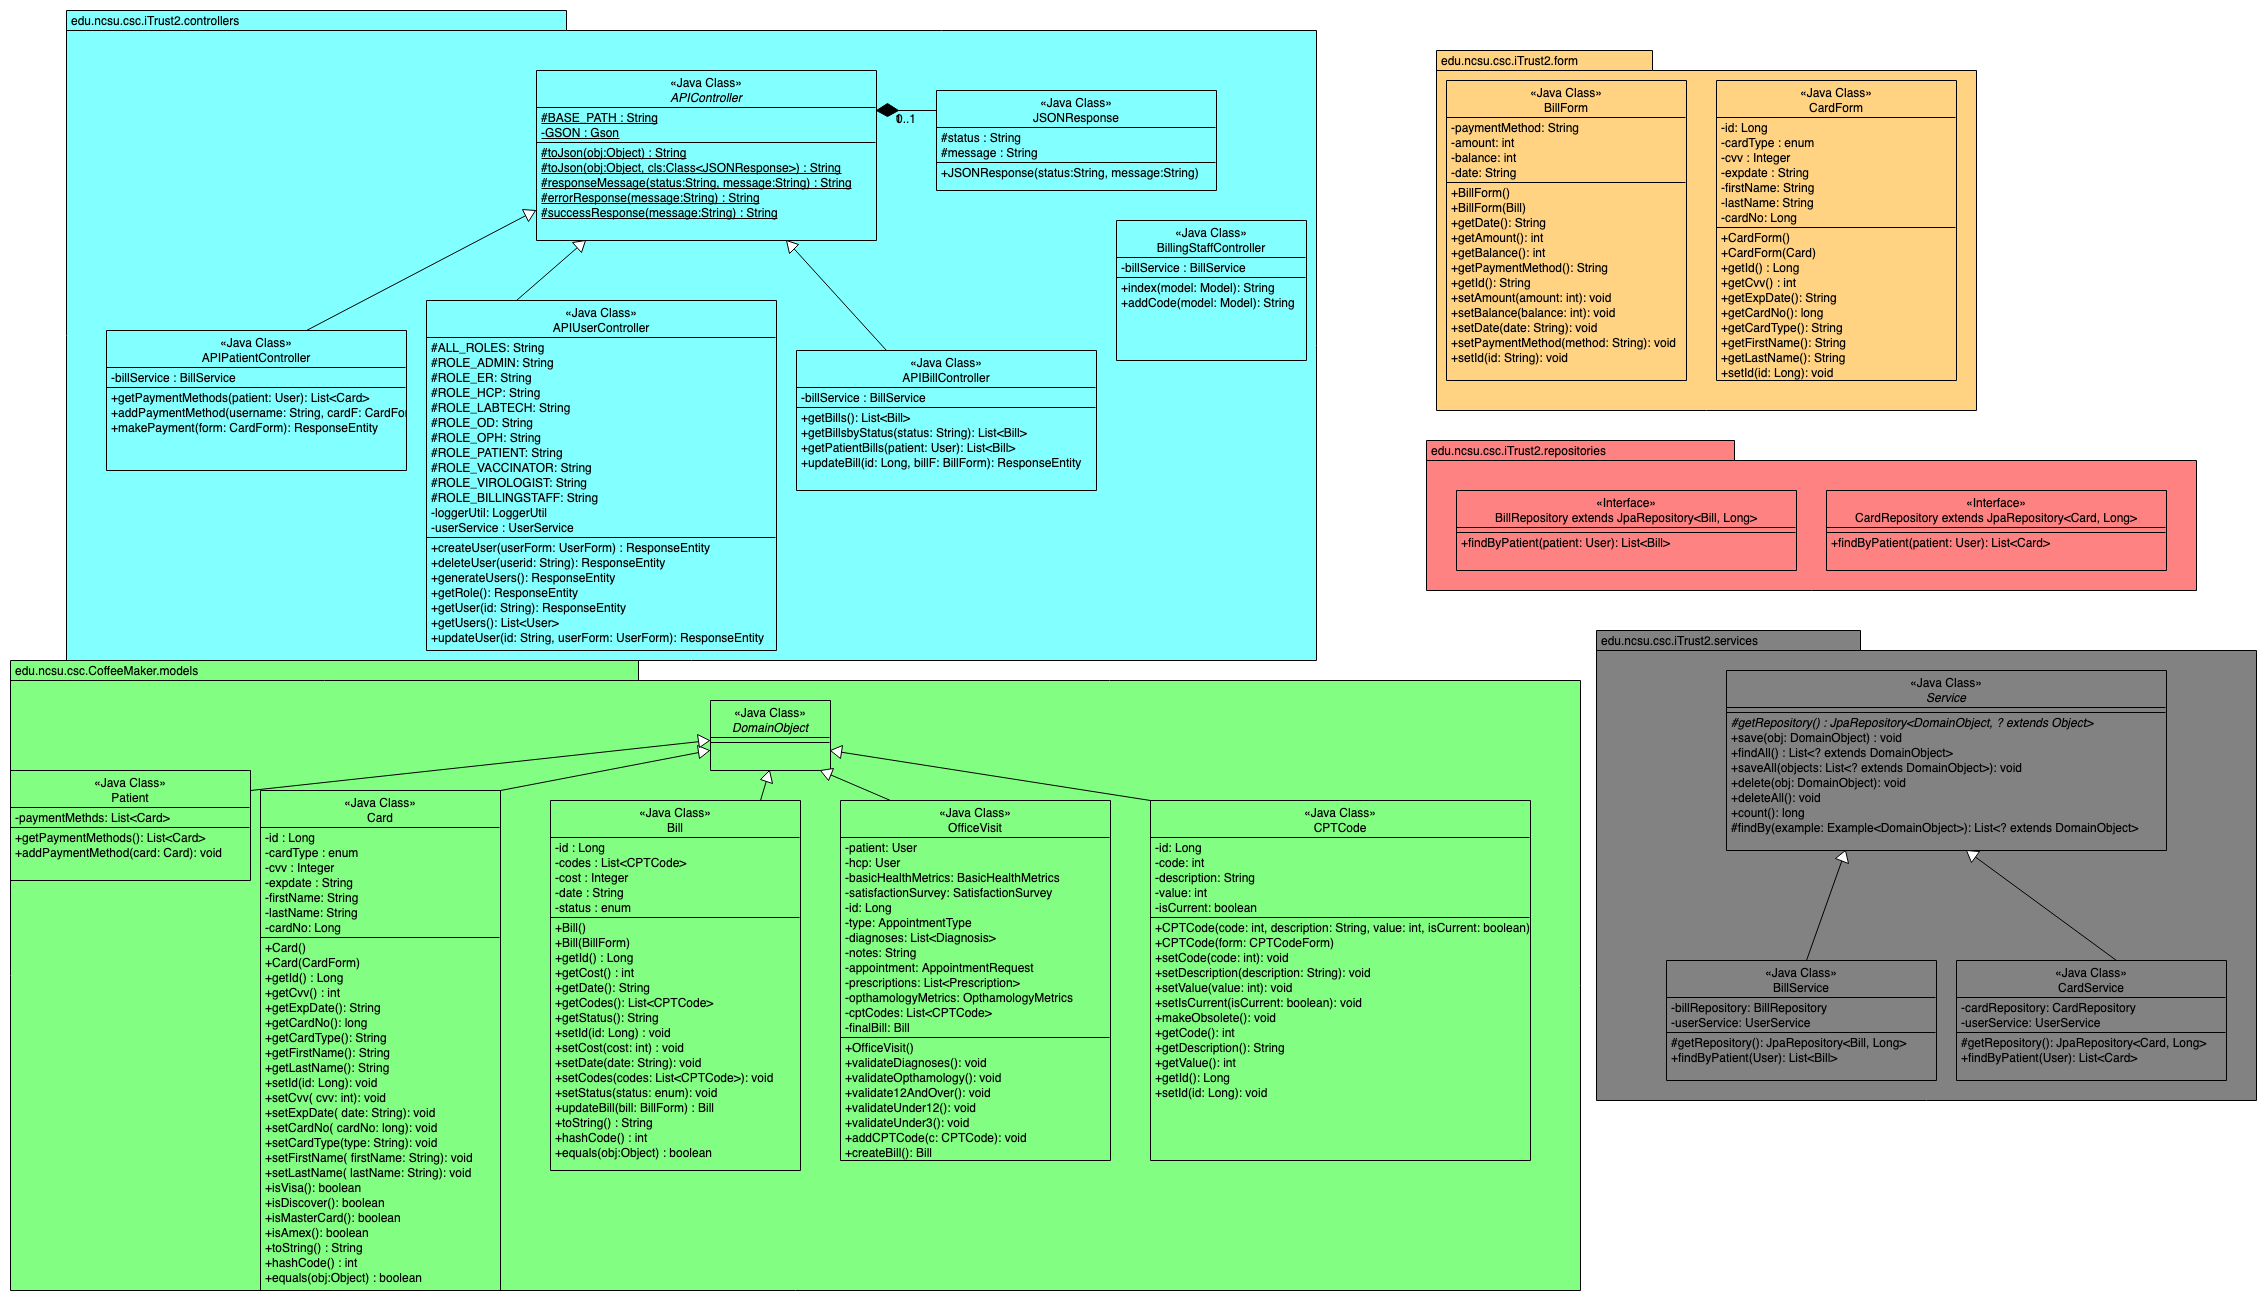 edu.ncsu.csc.iTrust2.controllers
«Java Class»
APIController
#BASE_PATH : String
-GSON : Gson
#toJson(obj:Object) : String
#toJson(obj:Object, cls:Class<JSONResponse>) : String
#responseMessage(status:String, message:String) : String
#errorResponse(message:String) : String
#successResponse(message:String) : String
0..1
«Java Class»
JSONResponse
#status : String
#message : String
+JSONResponse(status:String, message:String)
«Java Class»
BillingStaffController
-billService : BillService
+index(model: Model): String
+addCode(model: Model): String
«Java Class»
APIPatientController
-billService : BillService
+getPaymentMethods(patient: User): List<Card>
+addPaymentMethod(username: String, cardF: CardFo
+makePayment(form: CardForm): ResponseEntity
«Java Class»
APIUserController
#ALL_ROLES: String
#ROLE_ADMIN: String
#ROLE_ER: String
#ROLE_HCP: String
#ROLE_LABTECH: String
#ROLE_OD: String
#ROLE_OPH: String
#ROLE_PATIENT: String
#ROLE_VACCINATOR: String
#ROLE_VIROLOGIST: String
#ROLE_BILLINGSTAFF: String
-loggerUtil: LoggerUtil
-userService : UserService
+createUser(userForm: UserForm) : ResponseEntity
+deleteUser(userid: String): ResponseEntity
+generateUsers(): ResponseEntity
+getRole(): ResponseEntity
+getUser(id: String): ResponseEntity
+getUsers(): List<User>
+updateUser(id: String, userForm: UserForm): ResponseEntity
«Java Class»
APIBillController
-billService : BillService
+getBills(): List<Bill>
+getBillsbyStatus(status: String): List<Bill>
+getPatientBills(patient: User): List<Bill>
+updateBill(id: Long, billF: BillForm): ResponseEntity
edu.ncsu.csc.iTrust2.form
«Java Class»
BillForm
-paymentMethod: String
-amount: int
-balance: int
-date: String
+BillForm()
+BillForm(Bill)
+getDate(): String
+getAmount(): int
+getBalance(): int
+getPaymentMethod(): String
+getId(): String
+setAmount(amount: int): void
+setBalance(balance: int): void
+setDate(date: String): void
+setPaymentMethod(method: String): void
+setId(id: String): void
«Java Class»
CardForm
-id: Long
-cardType : enum
-cvv : Integer
-expdate : String
-firstName: String
-lastName: String
-cardNo: Long
+CardForm()
+CardForm(Card)
+getId() : Long
+getCvv() : int
+getExpDate(): String
+getCardNo(): long
+getCardType(): String
+getFirstName(): String
+getLastName(): String
+setId(id: Long): void
edu.ncsu.csc.iTrust2.repositories
«Interface»
BillRepository extends JpaRepository<Bill, Long>
+findByPatient(patient: User): List<Bill>
«Interface»
CardRepository extends JpaRepository<Card, Long>
+findByPatient(patient: User): List<Card>
edu.ncsu.csc.iTrust2.services
«Java Class»
Service
#getRepository() : JpaRepository<DomainObject, ? extends Object>
+save(obj: DomainObject) : void
+findAll() : List<? extends DomainObject>
+saveAll(objects: List<? extends DomainObject>): void
+delete(obj: DomainObject): void
+deleteAll(): void
+count(): long
#findBy(example: Example<DomainObject>): List<? extends DomainObject>
«Java Class»
BillService
-billRepository: BillRepository
-userService: UserService
#getRepository(): JpaRepository<Bill, Long>
+findByPatient(User): List<Bill>
«Java Class»
CardService
-cardRepository: CardRepository
-userService: UserService
#getRepository(): JpaRepository<Card, Long>
+findByPatient(User): List<Card>
edu.ncsu.csc.CoffeeMaker.models
«Java Class»
DomainObject
«Java Class»
Patient
-paymentMethds: List<Card>
+getPaymentMethods(): List<Card>
+addPaymentMethod(card: Card): void
«Java Class»
Card
-id : Long
-cardType : enum
-cvv : Integer
-expdate : String
-firstName: String
-lastName: String
-cardNo: Long
+Card()
+Card(CardForm)
+getId() : Long
+getCvv() : int
+getExpDate(): String
+getCardNo(): long
+getCardType(): String
+getFirstName(): String
+getLastName(): String
+setId(id: Long): void
+setCvv( cvv: int): void
+setExpDate( date: String): void
+setCardNo( cardNo: long): void
+setCardType(type: String): void
+setFirstName( firstName: String): void
+setLastName( lastName: String): void
+isVisa(): boolean
+isDiscover(): boolean
+isMasterCard(): boolean
+isAmex(): boolean
+toString() : String
+hashCode() : int
+equals(obj:Object) : boolean
«Java Class»
Bill
-id : Long
-codes : List<CPTCode>
-cost : Integer
-date : String
-status : enum
+Bill()
+Bill(BillForm)
+getId() : Long
+getCost() : int
+getDate(): String
+getCodes(): List<CPTCode>
+getStatus(): String
+setId(id: Long) : void
+setCost(cost: int) : void
+setDate(date: String): void
+setCodes(codes: List<CPTCode>): void
+setStatus(status: enum): void
+updateBill(bill: BillForm) : Bill
+toString() : String
+hashCode() : int
+equals(obj:Object) : boolean
«Java Class»
OfficeVisit
-patient: User
-hcp: User
-basicHealthMetrics: BasicHealthMetrics
-satisfactionSurvey: SatisfactionSurvey
-id: Long
-type: AppointmentType
-diagnoses: List<Diagnosis>
-notes: String
-appointment: AppointmentRequest
-prescriptions: List<Prescription>
-opthamologyMetrics: OpthamologyMetrics
-cptCodes: List<CPTCode>
-finalBill: Bill
+OfficeVisit()
+validateDiagnoses(): void
+validateOpthamology(): void
+validate12AndOver(): void
+validateUnder12(): void
+validateUnder3(): void
+addCPTCode(c: CPTCode): void
+createBill(): Bill
«Java Class»
CPTCode
-id: Long
-code: int
-description: String
-value: int
-isCurrent: boolean
+CPTCode(code: int, description: String, value: int, isCurrent: boolean)
+CPTCode(form: CPTCodeForm)
+setCode(code: int): void
+setDescription(description: String): void
+setValue(value: int): void
+setIsCurrent(isCurrent: boolean): void
+makeObsolete(): void
+getCode(): int
+getDescription(): String
+getValue(): int
+getId(): Long
+setId(id: Long): void